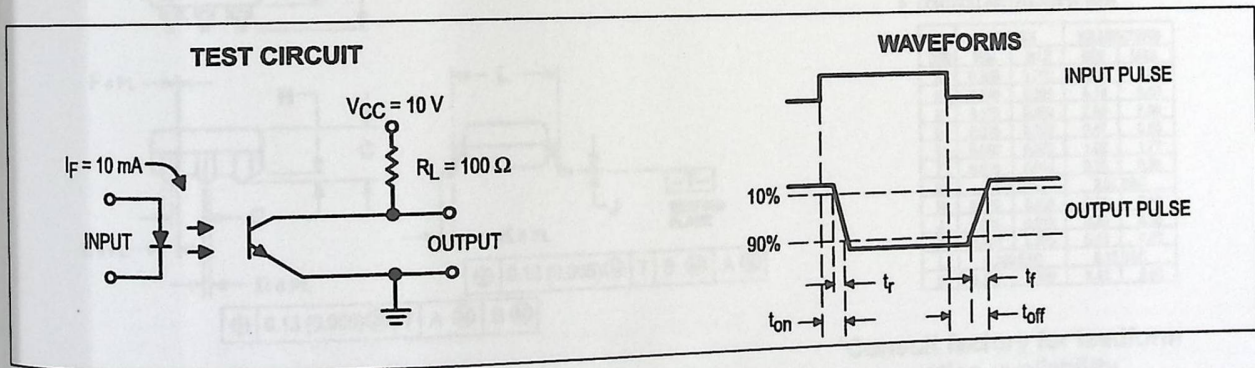 TEST CIRCUIT
VCC = 10 V
RL = 100 Ω
IF = 10 mA
INPUT
OUTPUT
WAVEFORMS
INPUT PULSE
10%
90%
OUTPUT PULSE
tr
tf
ton
toff